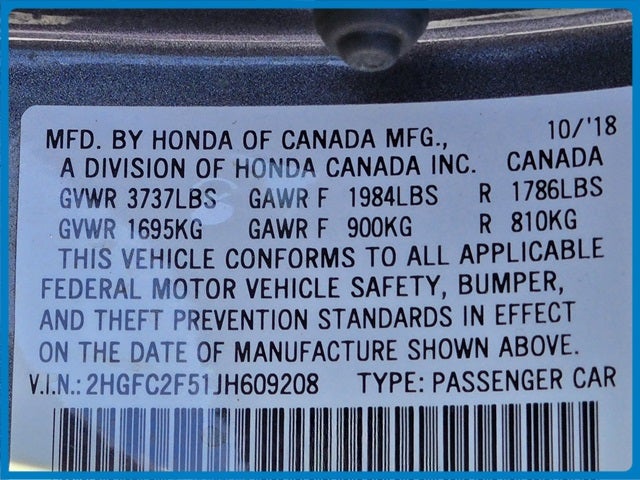 MFD. BY HONDA OF CANADA MFG., 10/'18
A DIVISION OF HONDA CANADA INC. CANADA
GVWR 3737LBS GAWR F 1984LBS R 1786LBS
GVWR 1695KG GAWR F 900KG R 810KG
THIS VEHICLE CONFORMS TO ALL APPLICABLE
FEDERAL MOTOR VEHICLE SAFETY, BUMPER,
AND THEFT PREVENTION STANDARDS IN EFFECT
ON THE DATE OF MANUFACTURE SHOWN ABOVE.
V.I.N.: 2HGFC2F51JH609208 TYPE: PASSENGER CAR